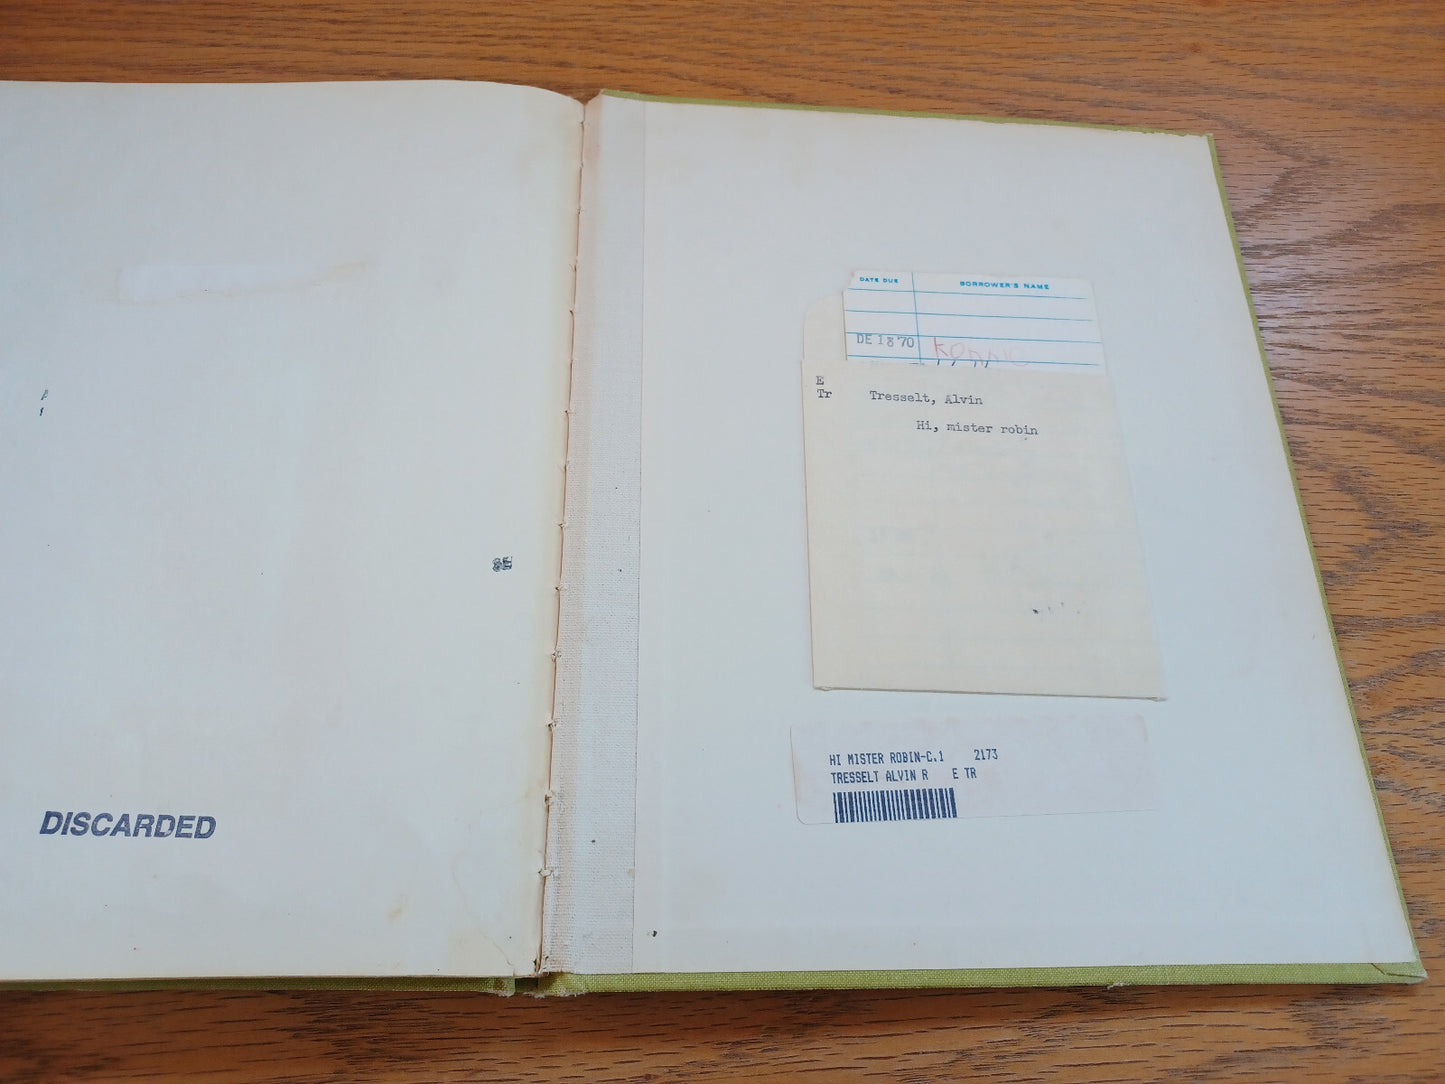 DISCARDED
DATE DUE BORROWER'S NAME
DE 18 '70
E
Tr Tresselt, Alvin
Hi, mister robin
HI MISTER ROBIN-C.1 2173
TRESSELT ALVIN R E TR